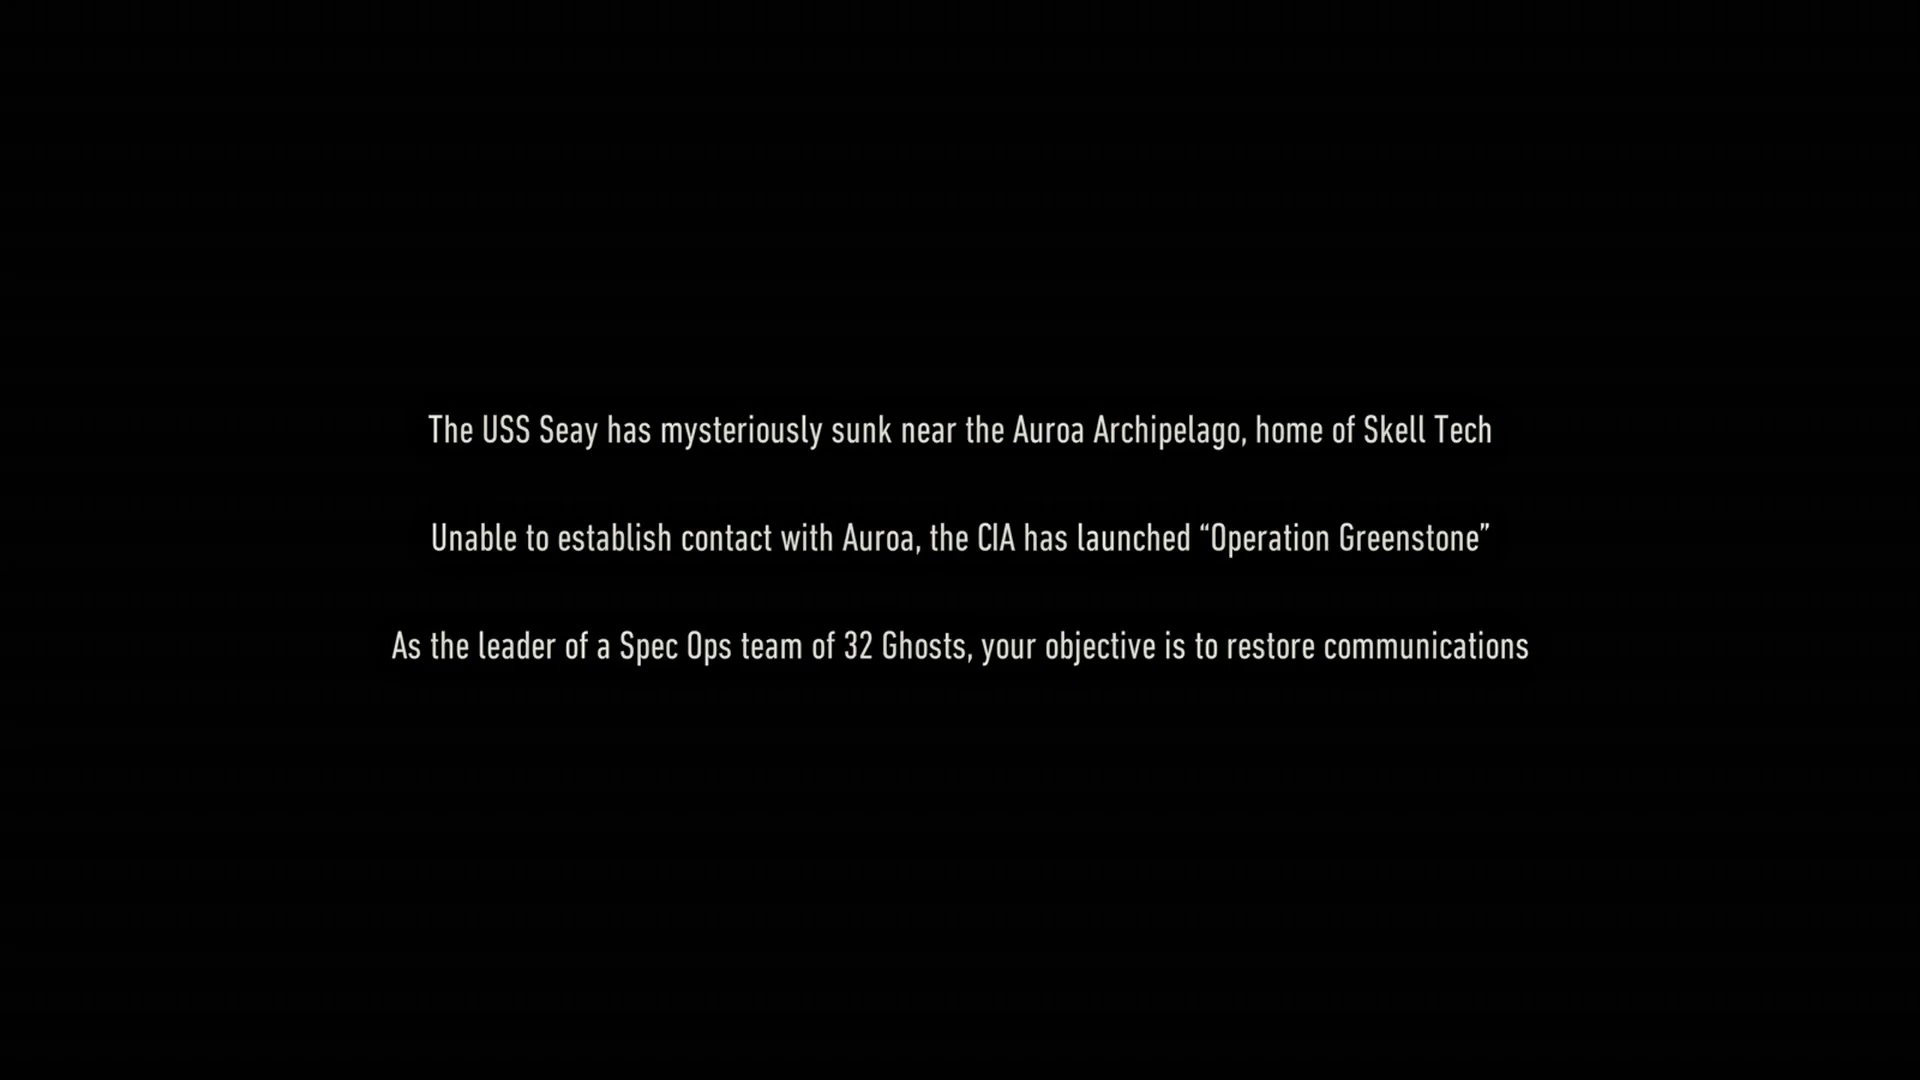 The USS Seay has mysteriously sunk near the Auroa Archipelago, home of Skell Tech
Unable to establish contact with Auroa, the CIA has launched “Operation Greenstone”
As the leader of a Spec Ops team of 32 Ghosts, your objective is to restore communications